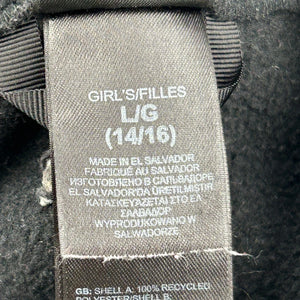 GIRL'S/FILLES
L/G
(14/16)
MADE IN EL SALVADOR
FABRIQUÉ AU SALVADOR
ИЗГОТОВЛЕНО В САЛЬВАДОРЕ
EL SALVADOR'DA ÜRETILMISTIR
ΚΑΤΑΣΚΕΥΑΖΕΤΑΙ ΣΤΟ ΕΛ
ΣΑΛΒΑΔΟΡ
WYPRODUKOWANO W
SALWADORZE
GB: SHELL A: 100% RECYCLED
POLYESTER/SHELL B: